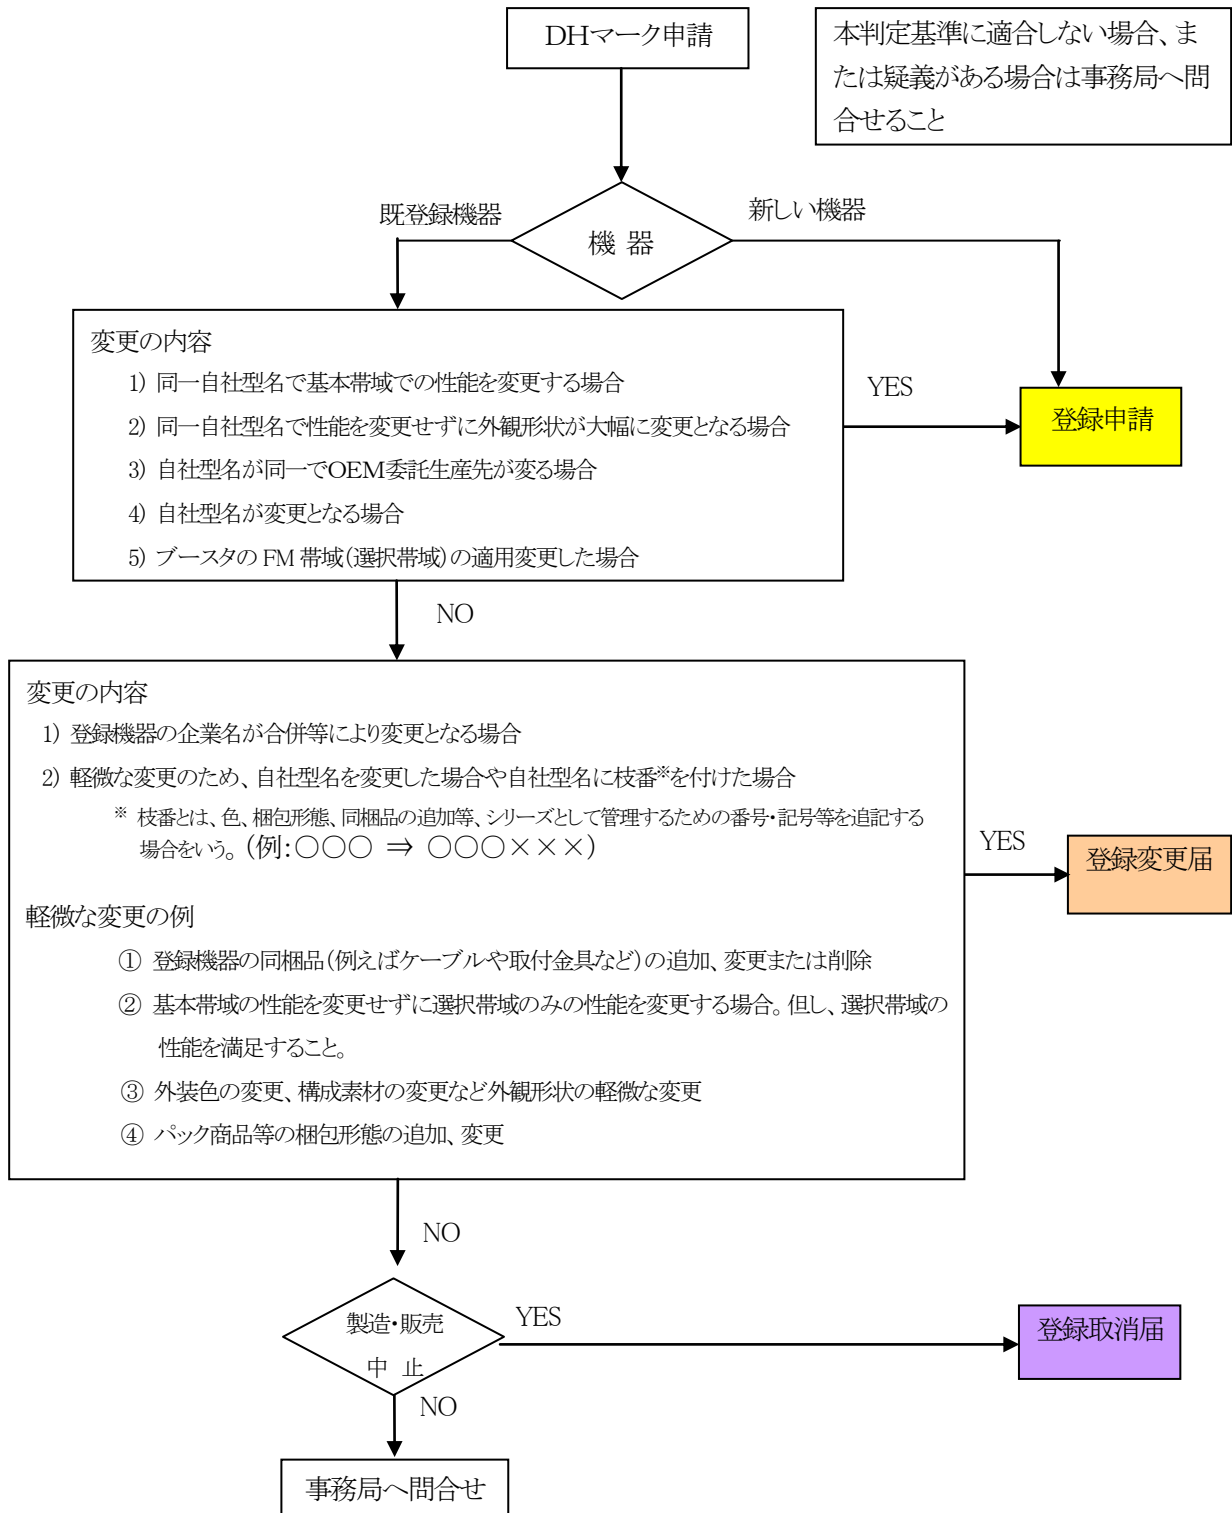 DHマーク申請
本判定基準に適合しない場合、ま
たは疑義がある場合は事務局へ問
合せること
既登録機器
新しい機器
機 器
変更の内容
1) 同一自社型名で基本帯域での性能を変更する場合
2) 同一自社型名で性能を変更せずに外観形状が大幅に変更となる場合
3) 自社型名が同一でOEM委託生産先が変る場合
4) 自社型名が変更となる場合
5) ブースタの FM 帯域(選択帯域)の適用変更した場合
YES
登録申請
NO
変更の内容
1) 登録機器の企業名が合併等により変更となる場合
2) 軽微な変更のため、自社型名を変更した場合や自社型名に枝番※を付けた場合
※ 枝番とは、色、梱包形態、同梱品の追加等、シリーズとして管理するための番号・記号等を追記する
場合をいう。(例:○○○ ⇒ ○○○×××)
軽微な変更の例
① 登録機器の同梱品(例えばケーブルや取付金具など)の追加、変更または削除
② 基本帯域の性能を変更せずに選択帯域のみの性能を変更する場合。但し、選択帯域の
性能を満足すること。
③ 外装色の変更、構成素材の変更など外観形状の軽微な変更
④ パック商品等の梱包形態の追加、変更
YES
登録変更届
NO
製造・販売
中 止
YES
登録取消届
NO
事務局へ問合せ